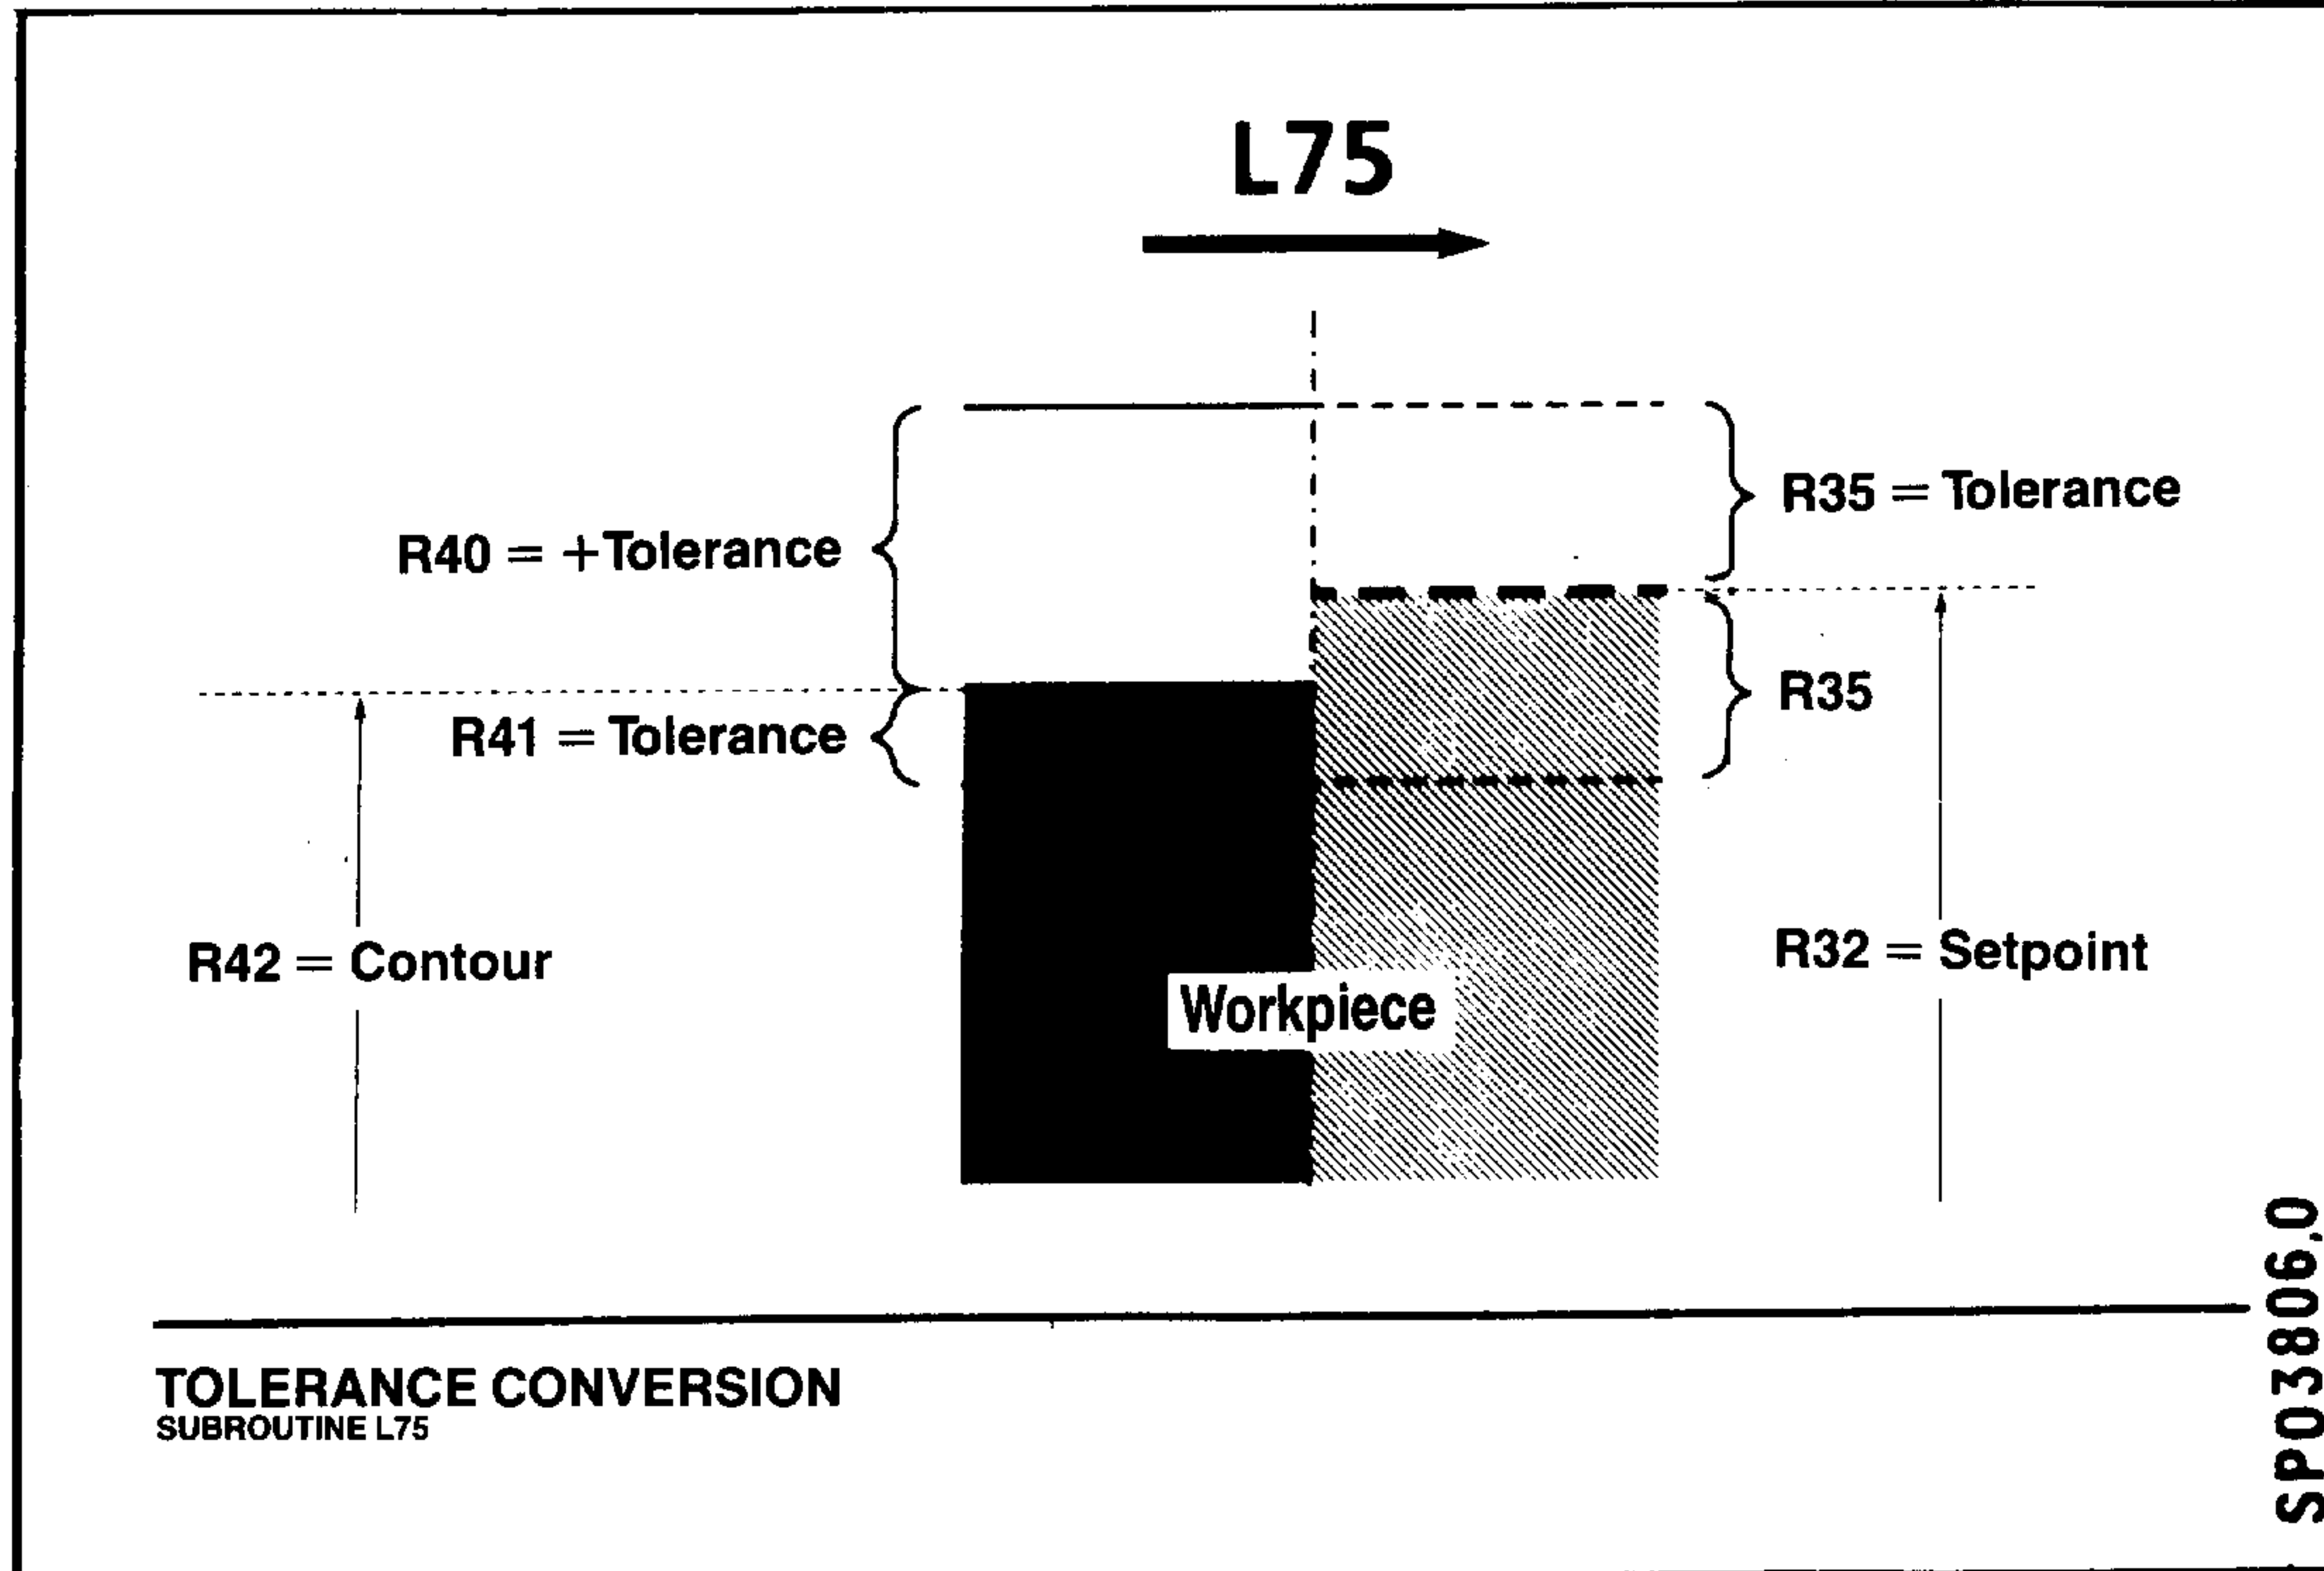 L75
R40 = +Tolerance
R41 = Tolerance
R42 = Contour
R35 = Tolerance
R35
R32 = Setpoint
Workpiece
TOLERANCE CONVERSION
SUBROUTINE L75
SP03806.0